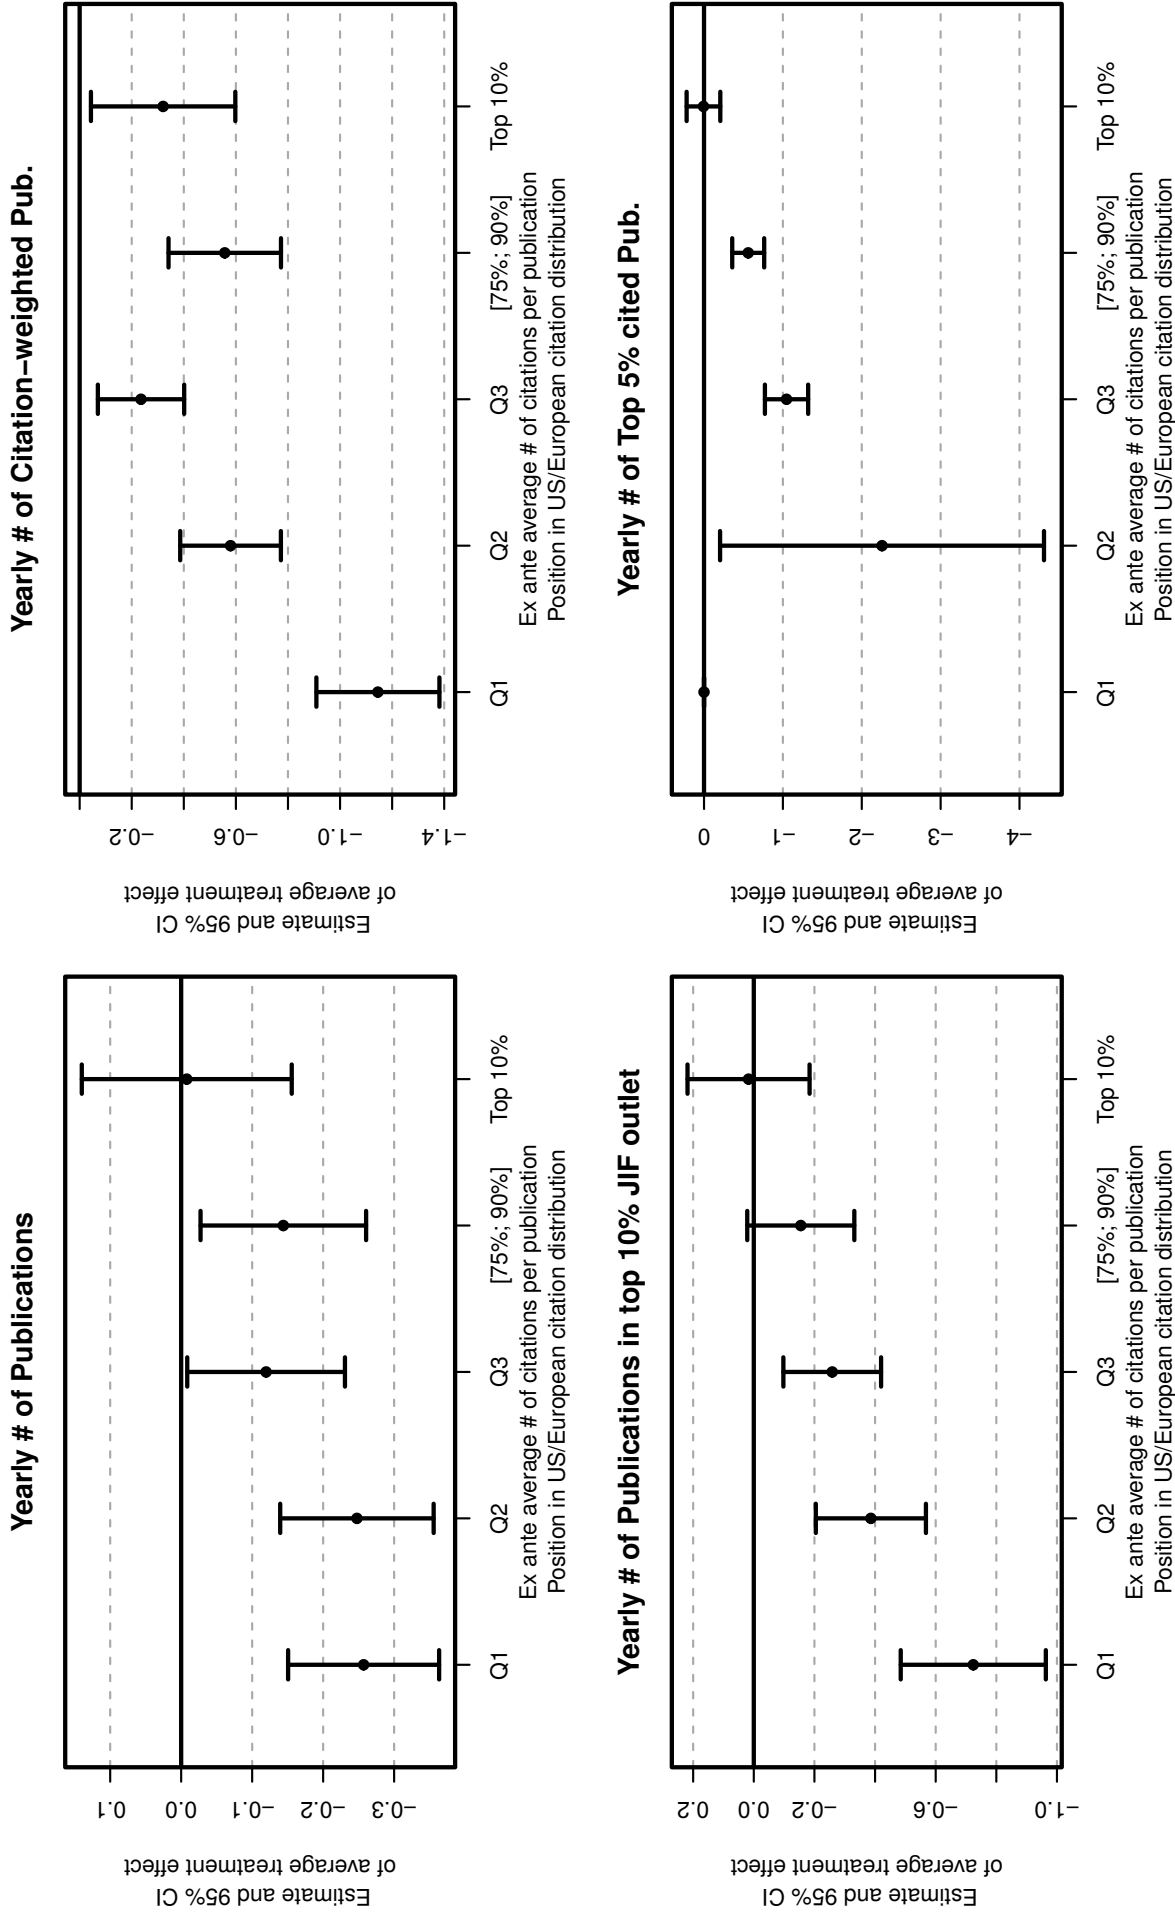 Yearly # of Publications
Estimate and 95% CI
of average treatment effect
0.1
0.0
−0.1
−0.2
−0.3
Q1
Q2
Q3
[75%; 90%]
Top 10%
Ex ante average # of citations per publication
Position in US/European citation distribution
Yearly # of Citation−weighted Pub.
Estimate and 95% CI
of average treatment effect
−0.2
−0.6
−1.0
−1.4
Q1
Q2
Q3
[75%; 90%]
Top 10%
Ex ante average # of citations per publication
Position in US/European citation distribution
Yearly # of Publications in top 10% JIF outlet
Estimate and 95% CI
of average treatment effect
0.2
0.0
−0.2
−0.6
−1.0
Q1
Q2
Q3
[75%; 90%]
Top 10%
Ex ante average # of citations per publication
Position in US/European citation distribution
Yearly # of Top 5% cited Pub.
Estimate and 95% CI
of average treatment effect
0
−1
−2
−3
−4
Q1
Q2
Q3
[75%; 90%]
Top 10%
Ex ante average # of citations per publication
Position in US/European citation distribution